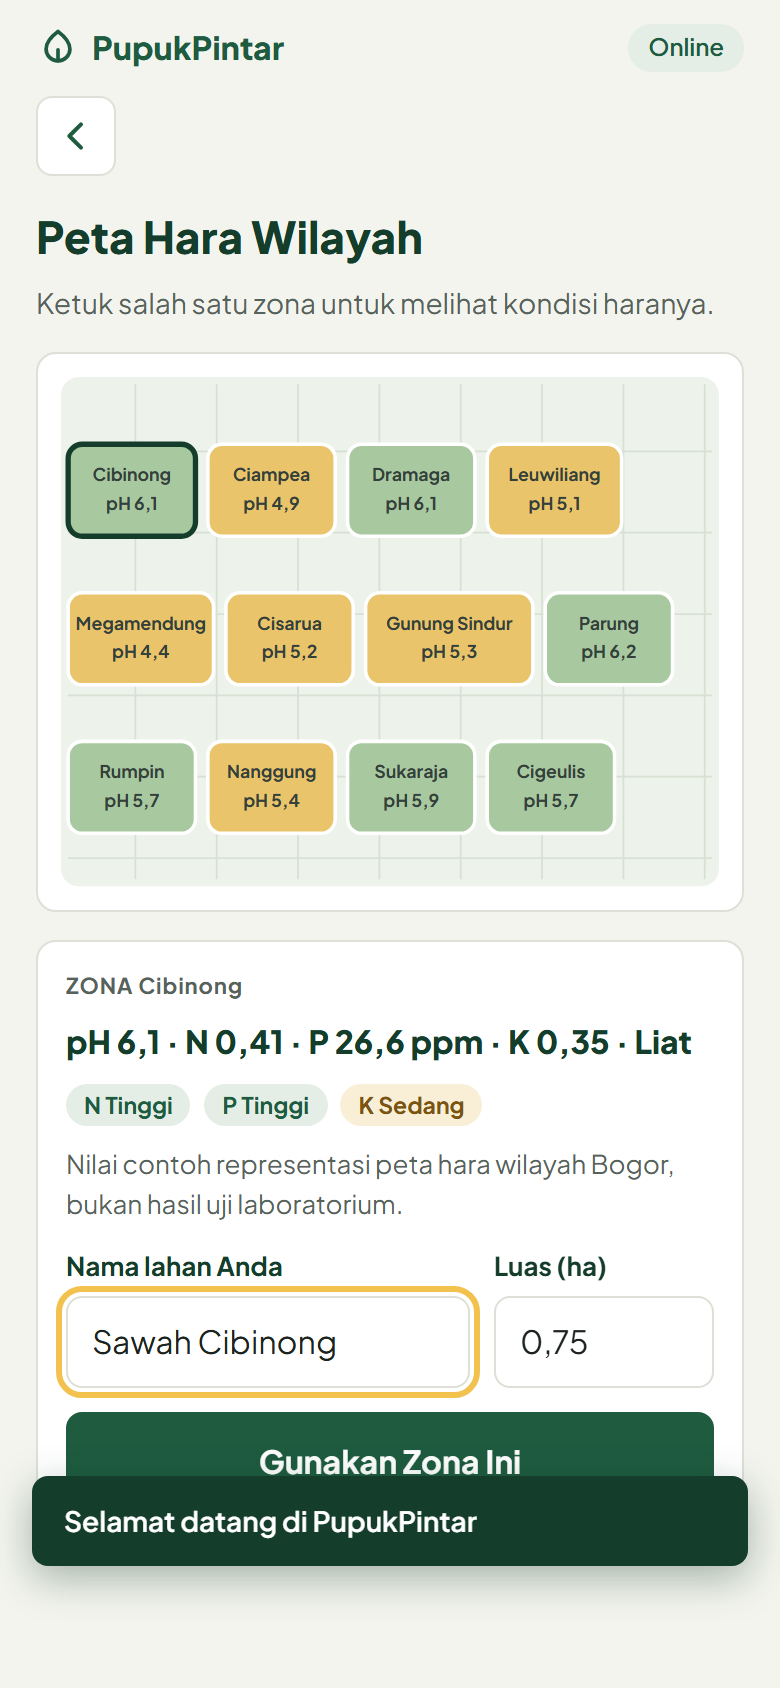 PupukPintar
Online
Peta Hara Wilayah
Ketuk salah satu zona untuk melihat kondisi haranya.
Cibinong
pH 6,1
Ciampea
pH 4,9
Dramaga
pH 6,1
Leuwiliang
pH 5,1
Megamendung
pH 4,4
Cisarua
pH 5,2
Gunung Sindur
pH 5,3
Parung
pH 6,2
Rumpin
pH 5,7
Nanggung
pH 5,4
Sukaraja
pH 5,9
Cigeulis
pH 5,7
ZONA Cibinong
pH 6,1 · N 0,41 · P 26,6 ppm · K 0,35 · Liat
N Tinggi
P Tinggi
K Sedang
Nilai contoh representasi peta hara wilayah Bogor,
bukan hasil uji laboratorium.
Nama lahan Anda
Luas (ha)
Sawah Cibinong
0,75
Gunakan Zona Ini
Selamat datang di PupukPintar